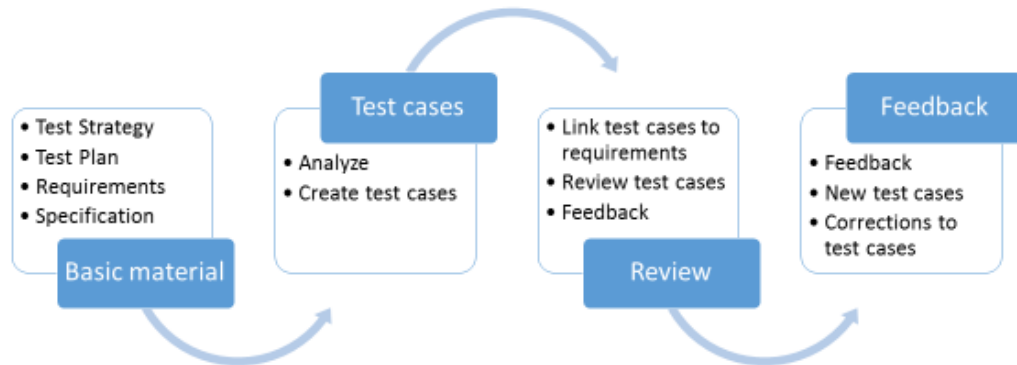 • Test Strategy
• Test Plan
• Requirements
• Specification
Basic material
Test cases
• Analyze
• Create test cases
• Link test cases to
requirements
• Review test cases
• Feedback
Review
Feedback
• Feedback
• New test cases
• Corrections to
test cases